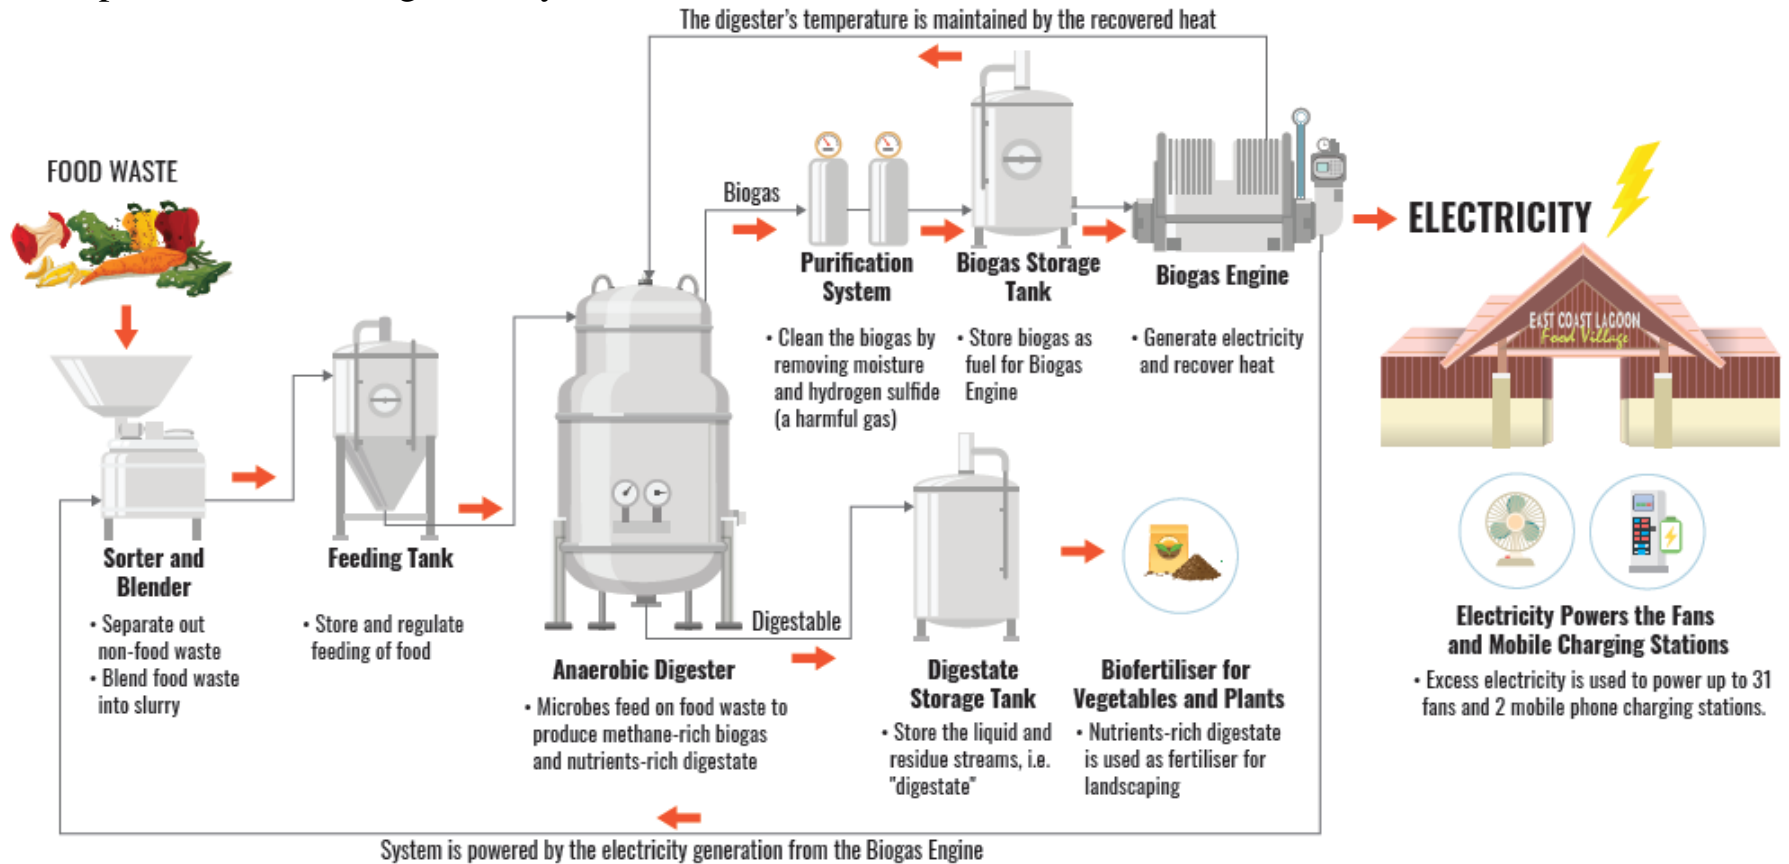 The digester's temperature is maintained by the recovered heat
FOOD WASTE
Biogas
ELECTRICITY
Purification
System
• Clean the biogas by
removing moisture
and hydrogen sulfide
(a harmful gas)
Biogas Storage
Tank
• Store biogas as
fuel for Biogas
Engine
Biogas Engine
• Generate electricity
and recover heat
EAST COAST LAGOON
Food Village
Sorter and
Blender
• Separate out
non-food waste
• Blend food waste
into slurry
Feeding Tank
• Store and regulate
feeding of food
Anaerobic Digester
• Microbes feed on food waste to
produce methane-rich biogas
and nutrients-rich digestate
Digestable
Digestate
Storage Tank
• Store the liquid and
residue streams, i.e.
"digestate"
Biofertiliser for
Vegetables and Plants
• Nutrients-rich digestate
is used as fertiliser for
landscaping
Electricity Powers the Fans
and Mobile Charging Stations
• Excess electricity is used to power up to 31
fans and 2 mobile phone charging stations.
System is powered by the electricity generation from the Biogas Engine